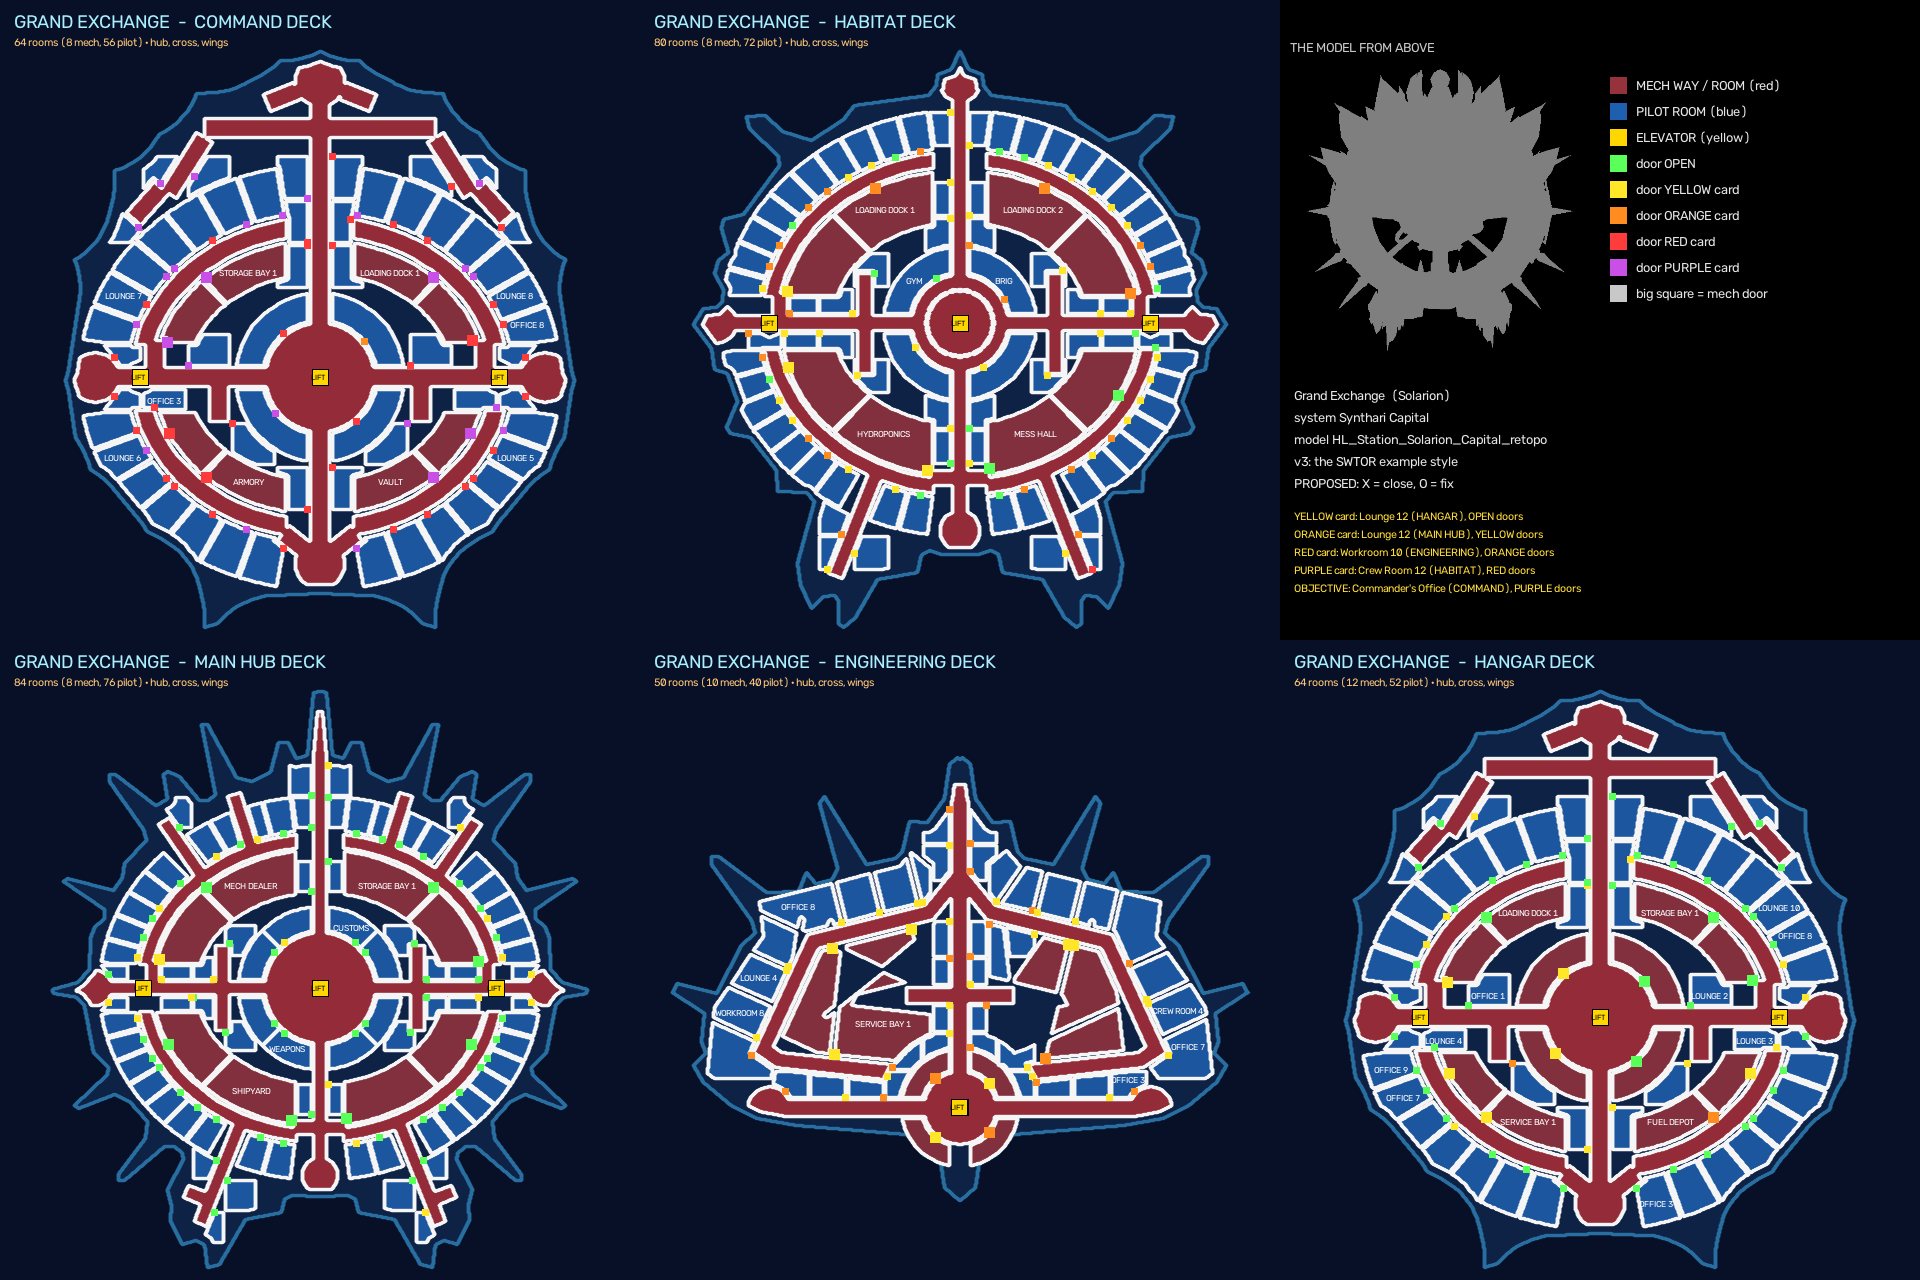 GRAND EXCHANGE - COMMAND DECK
64 rooms (8 mech, 56 pilot) • hub, cross, wings
STORAGE BAY 1
LOADING DOCK 1
LOUNGE 7
LOUNGE 8
OFFICE 8
LIFT
LIFT
LIFT
OFFICE 3
LOUNGE 6
LOUNGE 5
ARMORY
VAULT
GRAND EXCHANGE - HABITAT DECK
80 rooms (8 mech, 72 pilot) • hub, cross, wings
LOADING DOCK 1
LOADING DOCK 2
GYM
BRIG
LIFT
LIFT
LIFT
HYDROPONICS
MESS HALL
THE MODEL FROM ABOVE
MECH WAY / ROOM (red)
PILOT ROOM (blue)
ELEVATOR (yellow)
door OPEN
door YELLOW card
door ORANGE card
door RED card
door PURPLE card
big square = mech door
Grand Exchange (Solarion)
system Synthari Capital
model HL_Station_Solarion_Capital_retopo
v3: the SWTOR example style
PROPOSED: X = close, O = fix
YELLOW card: Lounge 12 (HANGAR), OPEN doors
ORANGE card: Lounge 12 (MAIN HUB), YELLOW doors
RED card: Workroom 10 (ENGINEERING), ORANGE doors
PURPLE card: Crew Room 12 (HABITAT), RED doors
OBJECTIVE: Commander's Office (COMMAND), PURPLE doors
GRAND EXCHANGE - MAIN HUB DECK
84 rooms (8 mech, 76 pilot) • hub, cross, wings
MECH DEALER
STORAGE BAY 1
CUSTOMS
LIFT
LIFT
LIFT
WEAPONS
SHIPYARD
GRAND EXCHANGE - ENGINEERING DECK
50 rooms (10 mech, 40 pilot) • hub, cross, wings
OFFICE 8
LOUNGE 4
WORKROOM 8
CREW ROOM 4
SERVICE BAY 1
OFFICE 7
OFFICE 3
LIFT
GRAND EXCHANGE - HANGAR DECK
64 rooms (12 mech, 52 pilot) • hub, cross, wings
LOADING DOCK 1
STORAGE BAY 1
LOUNGE 10
OFFICE 8
OFFICE 1
LOUNGE 2
LIFT
LIFT
LIFT
LOUNGE 4
LOUNGE 3
OFFICE 9
OFFICE 7
SERVICE BAY 1
FUEL DEPOT
OFFICE 3